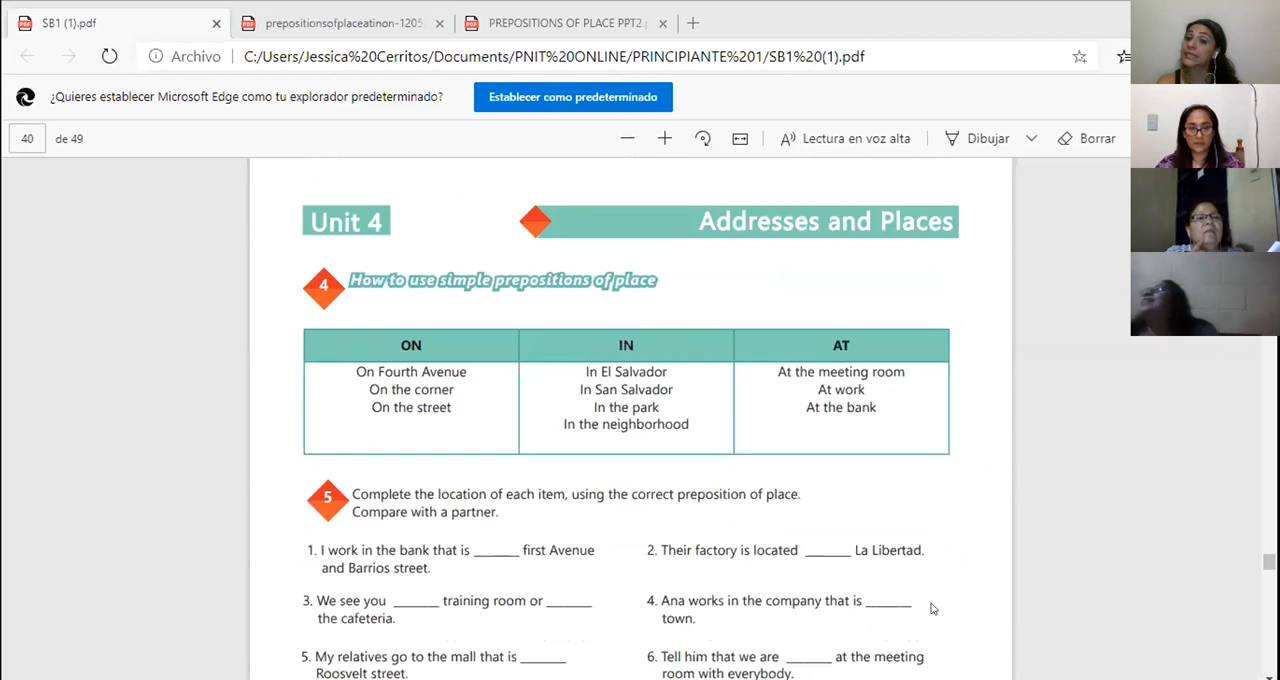 SB1 (1).pdf
prepositionsofplaceatinon-1205
PREPOSITIONS OF PLACE PPT2.
Archivo C:/Users/Jessica%20Cerritos/Documents/PNIT%20ONLINE/PRINCIPIANTE%201/SB1%20(1).pdf
¿Quieres establecer Microsoft Edge como tu explorador predeterminado? Establecer como predeterminado
40 de 49 Lectura en voz alta Dibujar Borrar
Unit 4 Addresses and Places
4 How to use simple prepositions of place
ON IN AT
On Fourth Avenue In El Salvador At the meeting room
On the corner In San Salvador At work
On the street In the park At the bank
In the neighborhood
5 Complete the location of each item, using the correct preposition of place.
Compare with a partner.
1. I work in the bank that is ______ first Avenue 2. Their factory is located ______ La Libertad.
and Barrios street.
3. We see you ______ training room or ______ 4. Ana works in the company that is ______
the cafeteria. town.
5. My relatives go to the mall that is ______ 6. Tell him that we are ______ at the meeting
Roosvelt street. room with everybody.